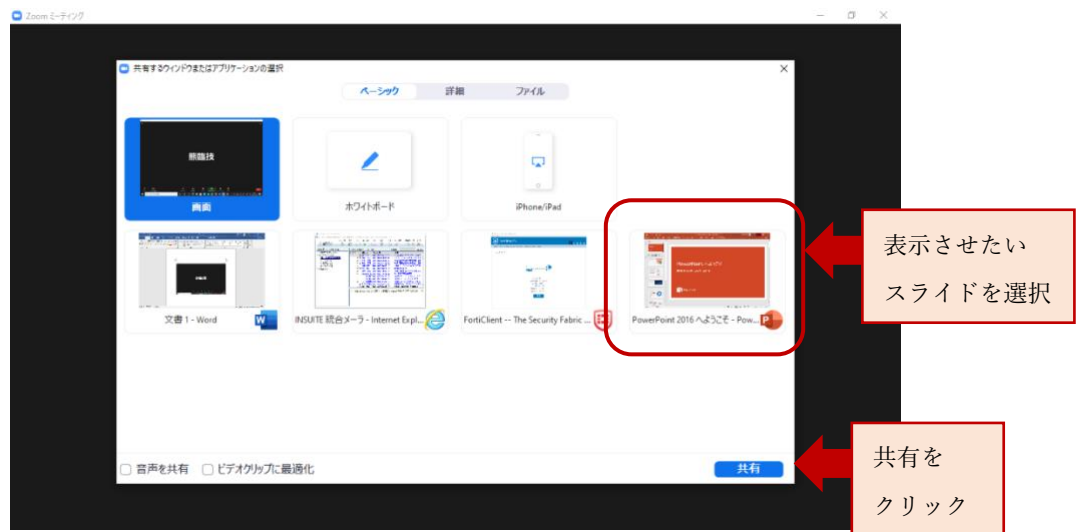 Zoom ミーティング
共有するウィンドウまたはアプリケーションの選択
ベーシック 詳細 ファイル
熊臨技
画面
ホワイトボード
iPhone/iPad
文書 1 - Word
INSUITE 統合メーラ - Internet Expl...
FortiClient -- The Security Fabric ...
PowerPoint 2016 へようこそ - Pow...
表示させたい
スライドを選択
音声を共有 ビデオクリップに最適化
共有
共有を
クリック